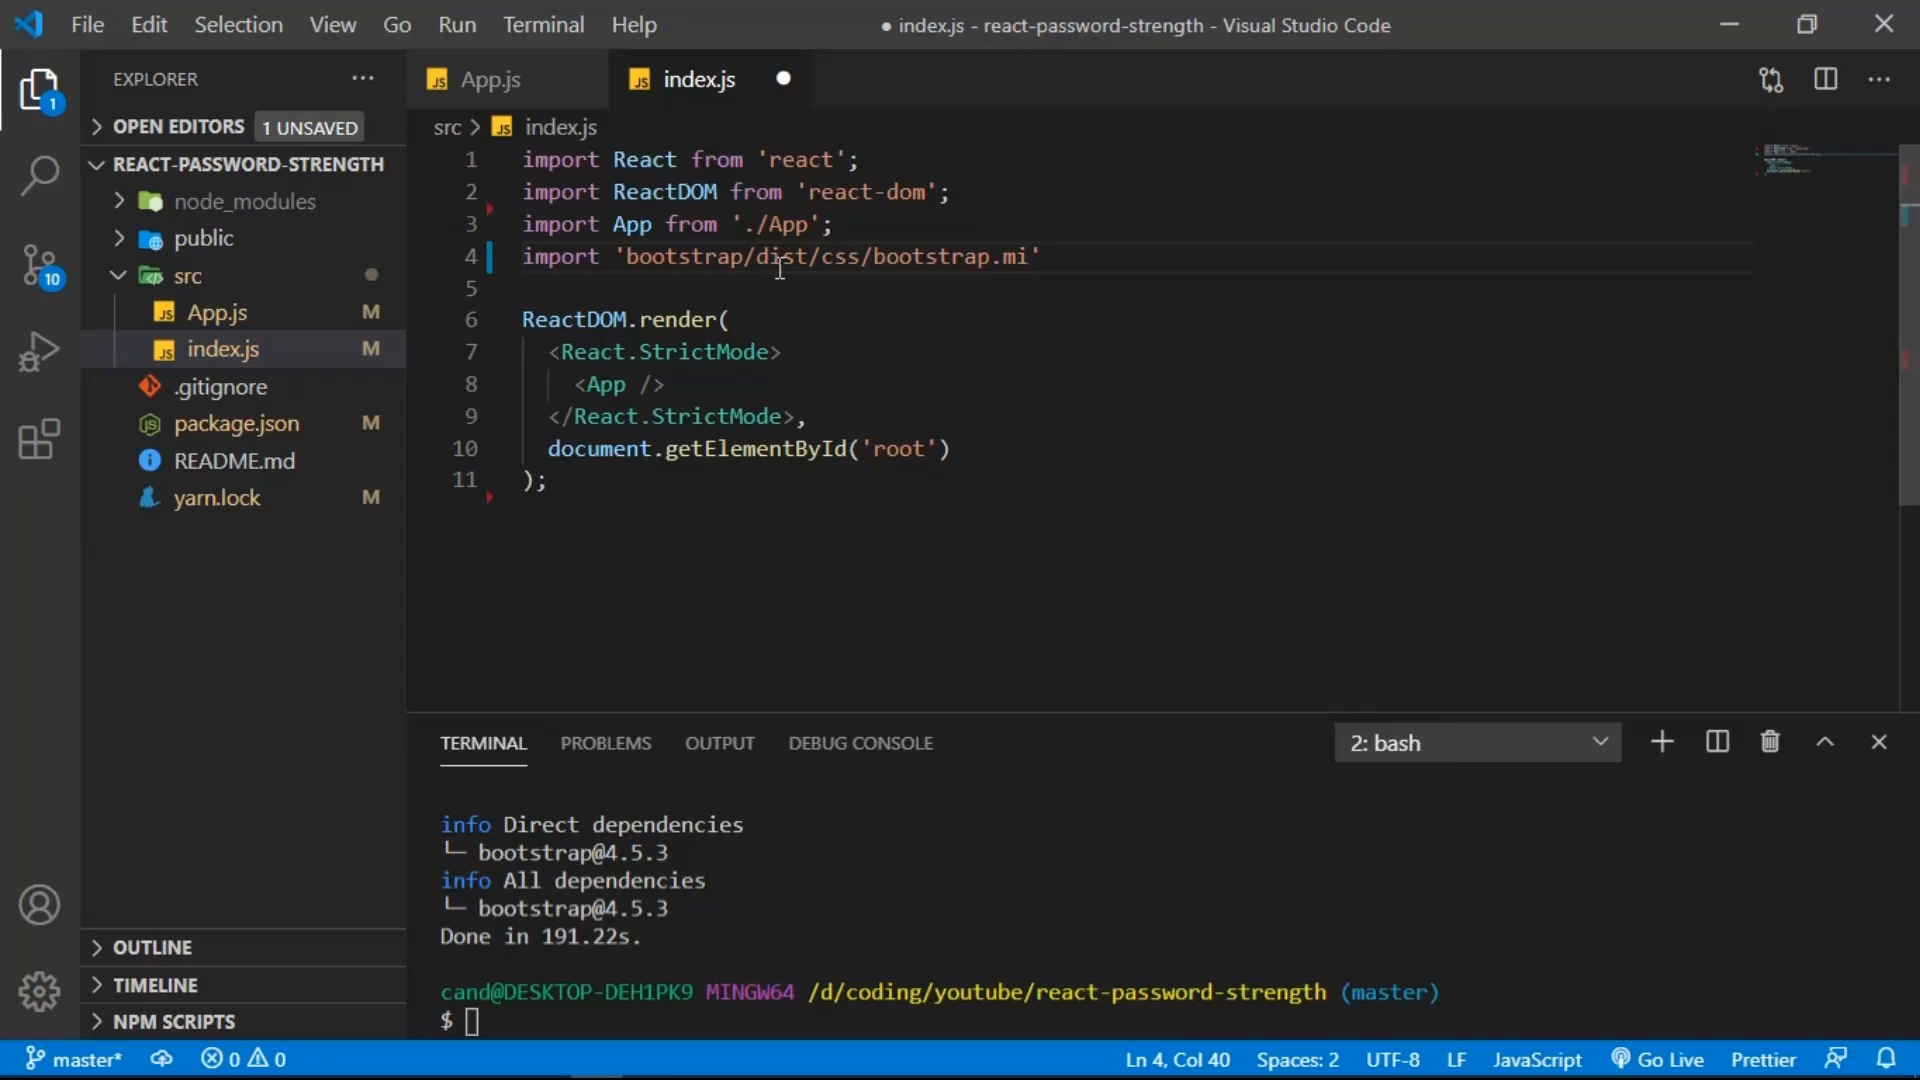 File Edit Selection View Go Run Terminal Help ● index.js - react-password-strength - Visual Studio Code
EXPLORER
App.js
index.js
1
OPEN EDITORS 1 UNSAVED
src > index.js
REACT-PASSWORD-STRENGTH
node_modules
public
src
App.js M
index.js M
.gitignore
package.json M
README.md
yarn.lock M
10
1 import React from 'react';
2 import ReactDOM from 'react-dom';
3 import App from './App';
4 import 'bootstrap/dist/css/bootstrap.mi'
5
6 ReactDOM.render(
7 <React.StrictMode>
8 <App />
9 </React.StrictMode>,
10 document.getElementById('root')
11 );
TERMINAL PROBLEMS OUTPUT DEBUG CONSOLE 2: bash
info Direct dependencies
└─ bootstrap@4.5.3
info All dependencies
└─ bootstrap@4.5.3
Done in 191.22s.
cand@DESKTOP-DEH1PK9 MINGW64 /d/coding/youtube/react-password-strength (master)
$
OUTLINE
TIMELINE
NPM SCRIPTS
master* 0 0 Ln 4, Col 40 Spaces: 2 UTF-8 LF JavaScript Go Live Prettier